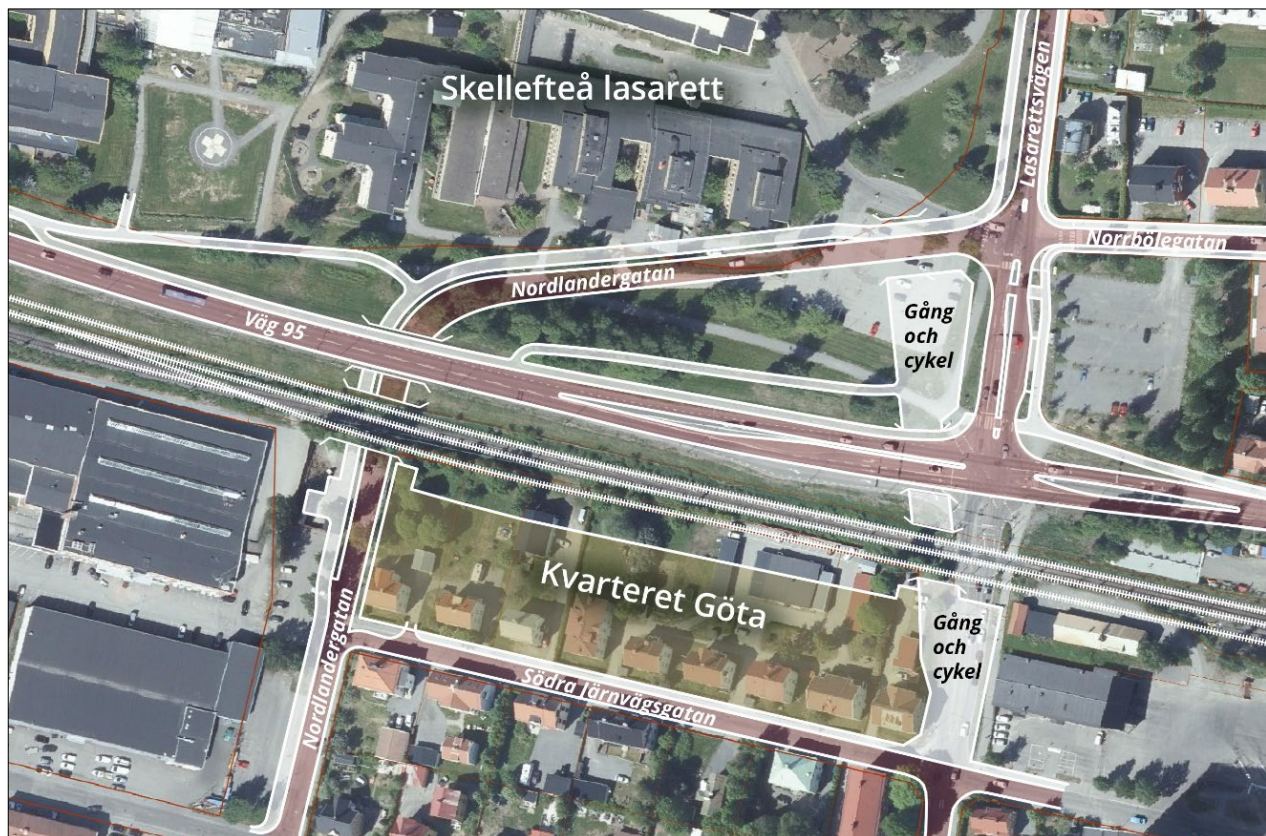 Skellefteå lasarett
Lasarettsvägen
Norrbölegatan
Nordlandergatan
Väg 95
Gång
och
cykel
Kvarteret Göta
Gång
och
cykel
Nordlandergatan
Södra Järnvägsgatan